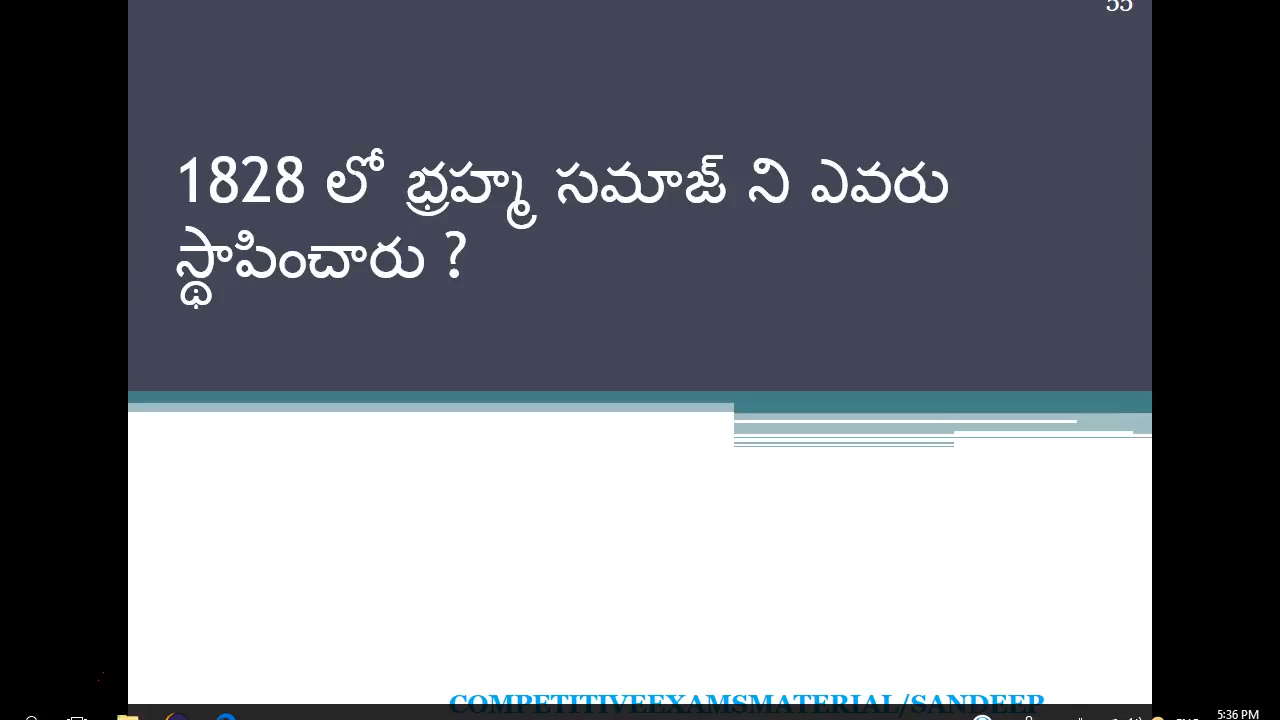 55
1828 లో భ్రహ్మ సమాజ్ ని ఎవరు
స్థాపించారు ?
COMPETITIVEEXAMSMATERIAL/SANDEEP
5:36 PM